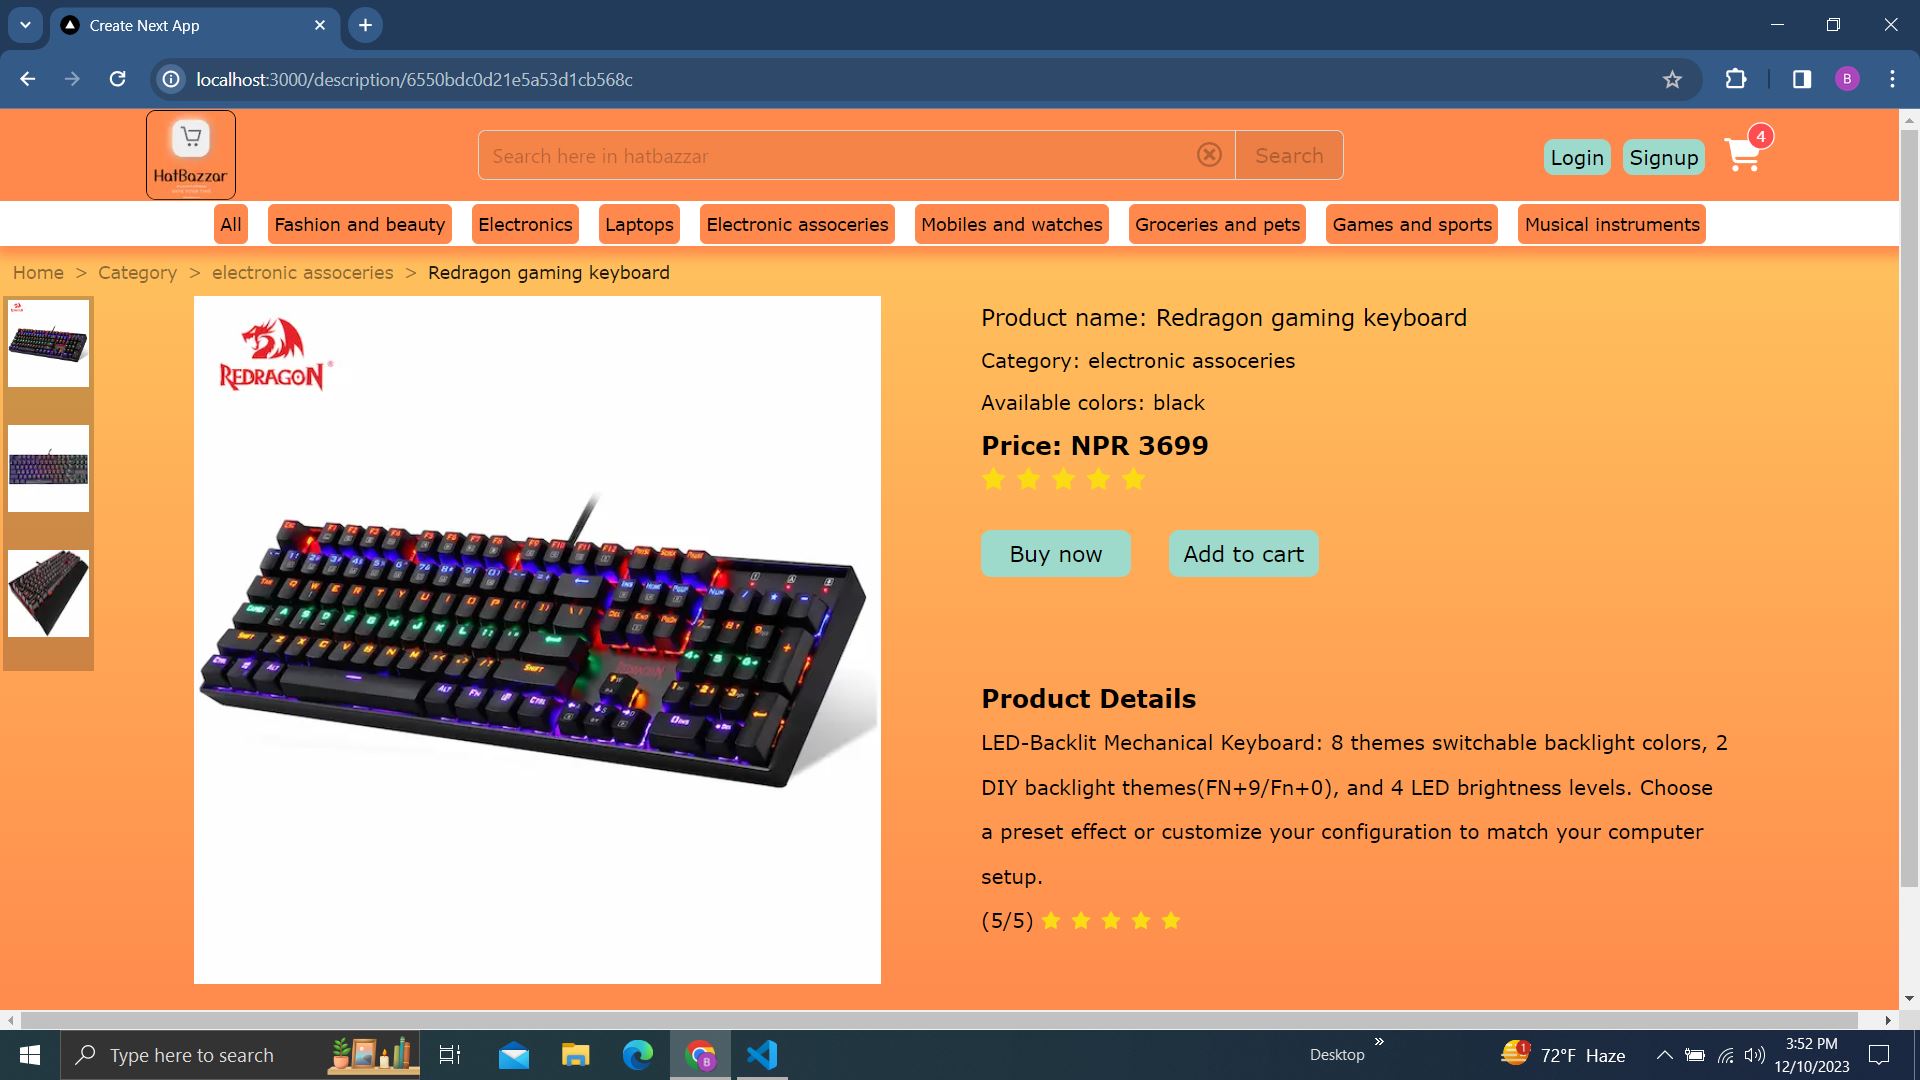 Create Next App
localhost:3000/description/6550bdc0d21e5a53d1cb568c
B
HatBazzar
Search here in hatbazzar
Search
Login
Signup
4
All
Fashion and beauty
Electronics
Laptops
Electronic assoceries
Mobiles and watches
Groceries and pets
Games and sports
Musical instruments
Home > Category > electronic assoceries > Redragon gaming keyboard
REDRAGON
Product name: Redragon gaming keyboard
Category: electronic assoceries
Available colors: black
Price: NPR 3699
Buy now
Add to cart
Product Details
LED-Backlit Mechanical Keyboard: 8 themes switchable backlight colors, 2
DIY backlight themes(FN+9/Fn+0), and 4 LED brightness levels. Choose
a preset effect or customize your configuration to match your computer
setup.
(5/5)
Type here to search
B
Desktop
»
1
72°F Haze
3:52 PM
12/10/2023